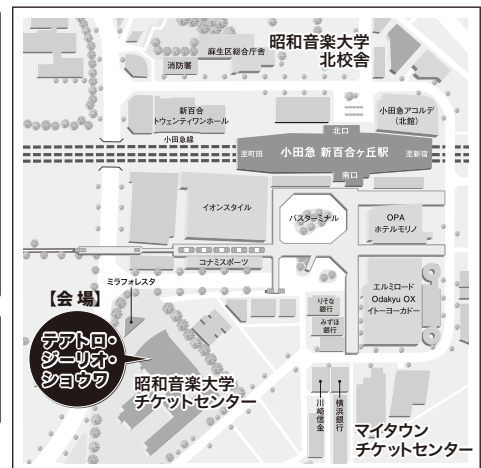 昭和音楽大学
北校舎
麻生区総合庁舎
消防署
新百合
トゥエンティワンホール
小田急アコルデ
(北館)
小田急線
北口
至町田
小田急 新百合ヶ丘駅
至新宿
南口
イオンスタイル
バスターミナル
OPA
ホテルモリノ
コナミスポーツ
ミラフォレスタ
【会 場】
テアトロ・
ジーリオ・
ショウワ
りそな
銀行
みずほ
銀行
エルミロード
Odakyu OX
イトーヨーカドー
昭和音楽大学
チケットセンター
川崎信金
横浜銀行
マイタウン
チケットセンター